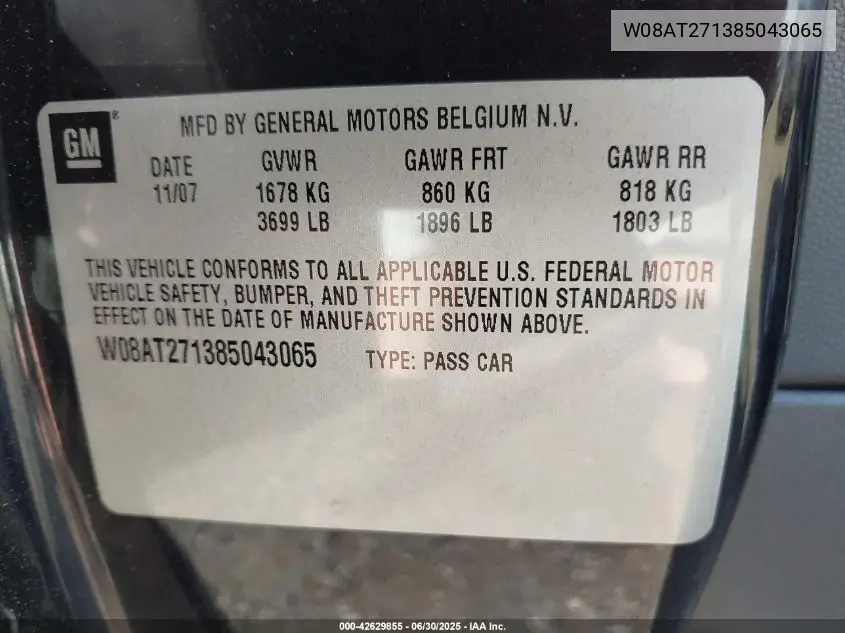 W08AT271385043065
GM ®
MFD BY GENERAL MOTORS BELGIUM N.V.
DATE GVWR GAWR FRT GAWR RR
11/07 1678 KG 860 KG 818 KG
3699 LB 1896 LB 1803 LB
THIS VEHICLE CONFORMS TO ALL APPLICABLE U.S. FEDERAL MOTOR
VEHICLE SAFETY, BUMPER, AND THEFT PREVENTION STANDARDS IN
EFFECT ON THE DATE OF MANUFACTURE SHOWN ABOVE.
W08AT271385043065 TYPE: PASS CAR
000-42629855 - 06/30/2025 - IAA Inc.